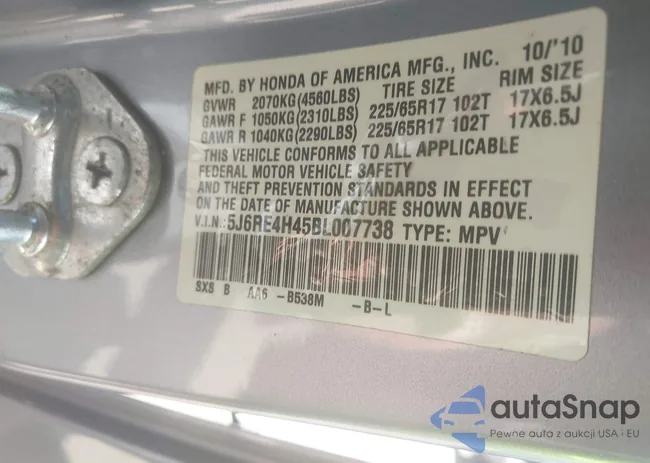 MFD. BY HONDA OF AMERICA MFG., INC. 10/'10
GVWR 2070KG(4560LBS) TIRE SIZE RIM SIZE
GAWR F 1050KG(2310LBS) 225/65R17 102T 17X6.5J
GAWR R 1040KG(2290LBS) 225/65R17 102T 17X6.5J
THIS VEHICLE CONFORMS TO ALL APPLICABLE
FEDERAL MOTOR VEHICLE SAFETY
AND THEFT PREVENTION STANDARDS IN EFFECT
ON DATE OF MANUFACTURE SHOWN ABOVE.
V.I.N.:5J6RE4H45BL007738 TYPE: MPV
SXS B AA6 -B538M -B-L
autaSnap
Pewne auta z aukcji USA i EU